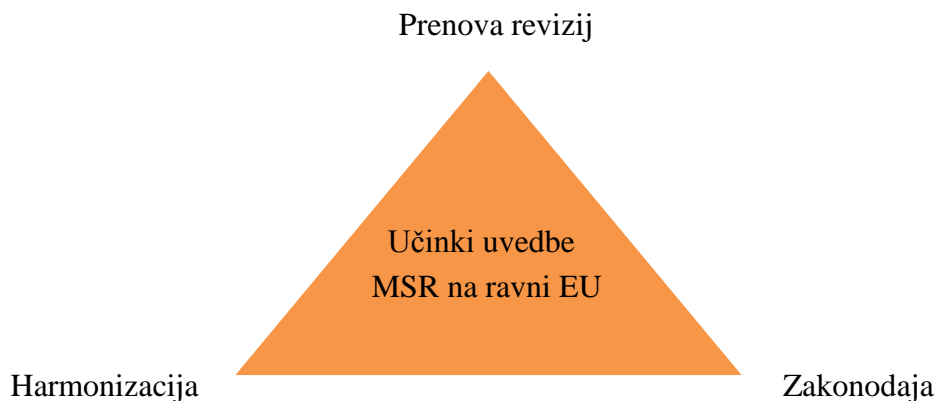 Prenova revizij
Učinki uvedbe
MSR na ravni EU
Harmonizacija
Zakonodaja